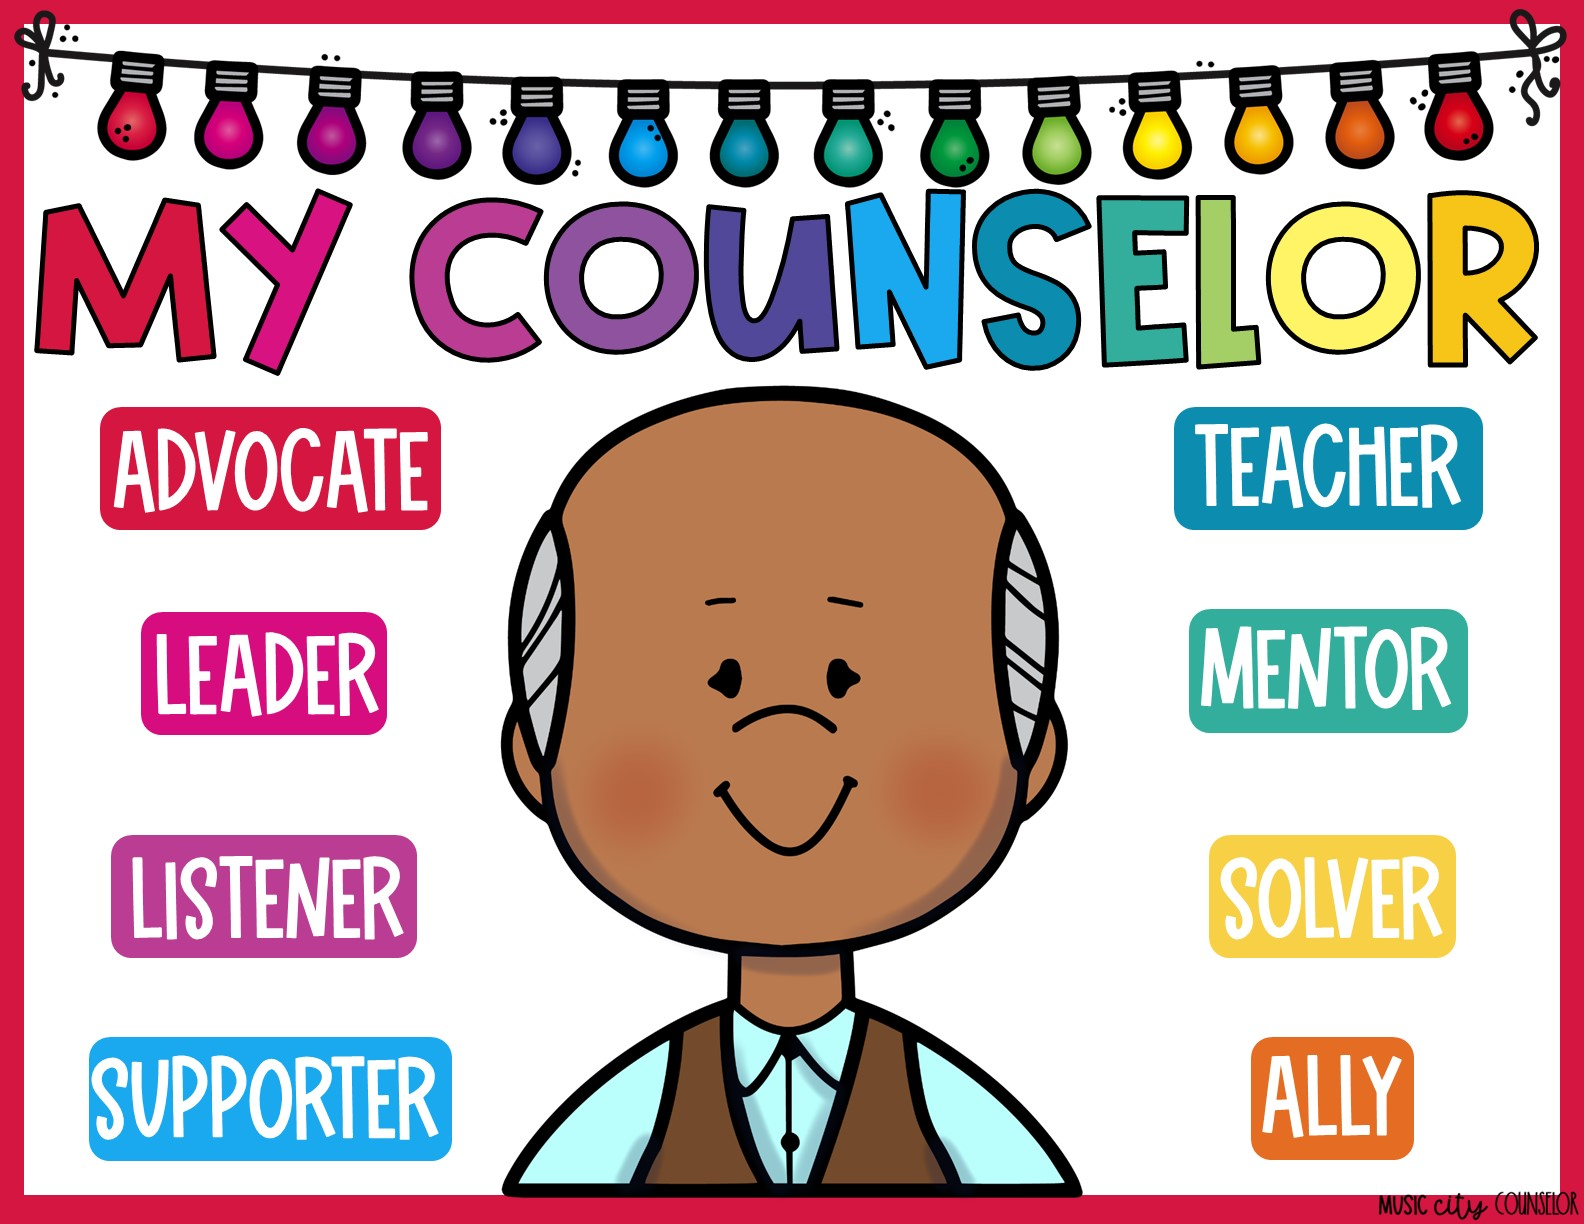 MY COUNSELOR
ADVOCATE
LEADER
LISTENER
SUPPORTER
TEACHER
MENTOR
SOLVER
ALLY
MUSIC city COUNSELOR